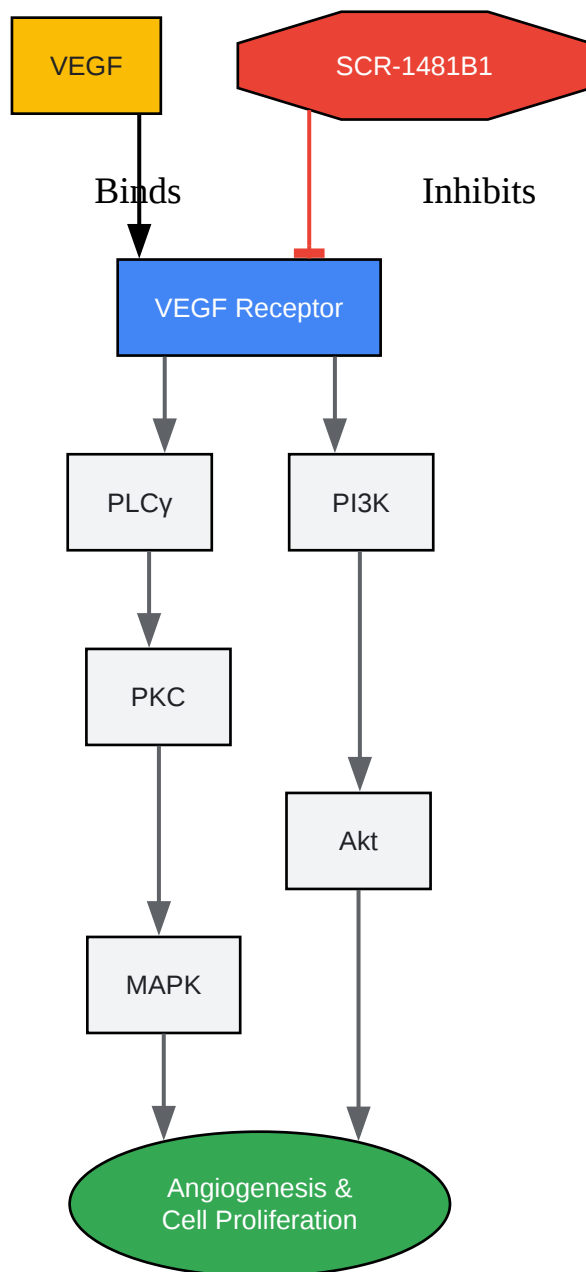 VEGF
SCR-1481B1
Binds
Inhibits
VEGF Receptor
PLCγ
PI3K
PKC
Akt
MAPK
Angiogenesis &
Cell Proliferation